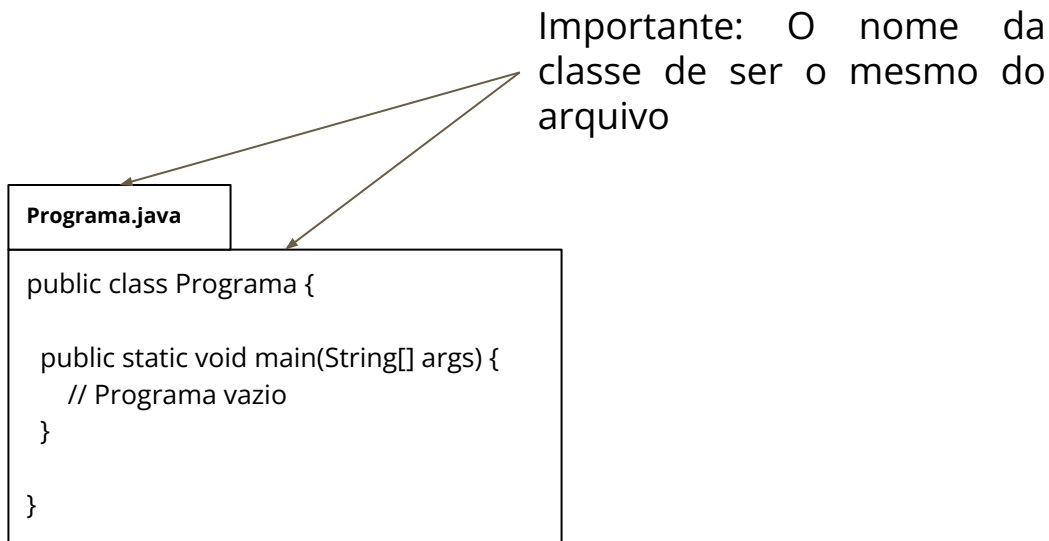 Importante: O nome da
classe de ser o mesmo do
arquivo
Programa.java
public class Programa {
public static void main(String[] args) {
// Programa vazio
}
}